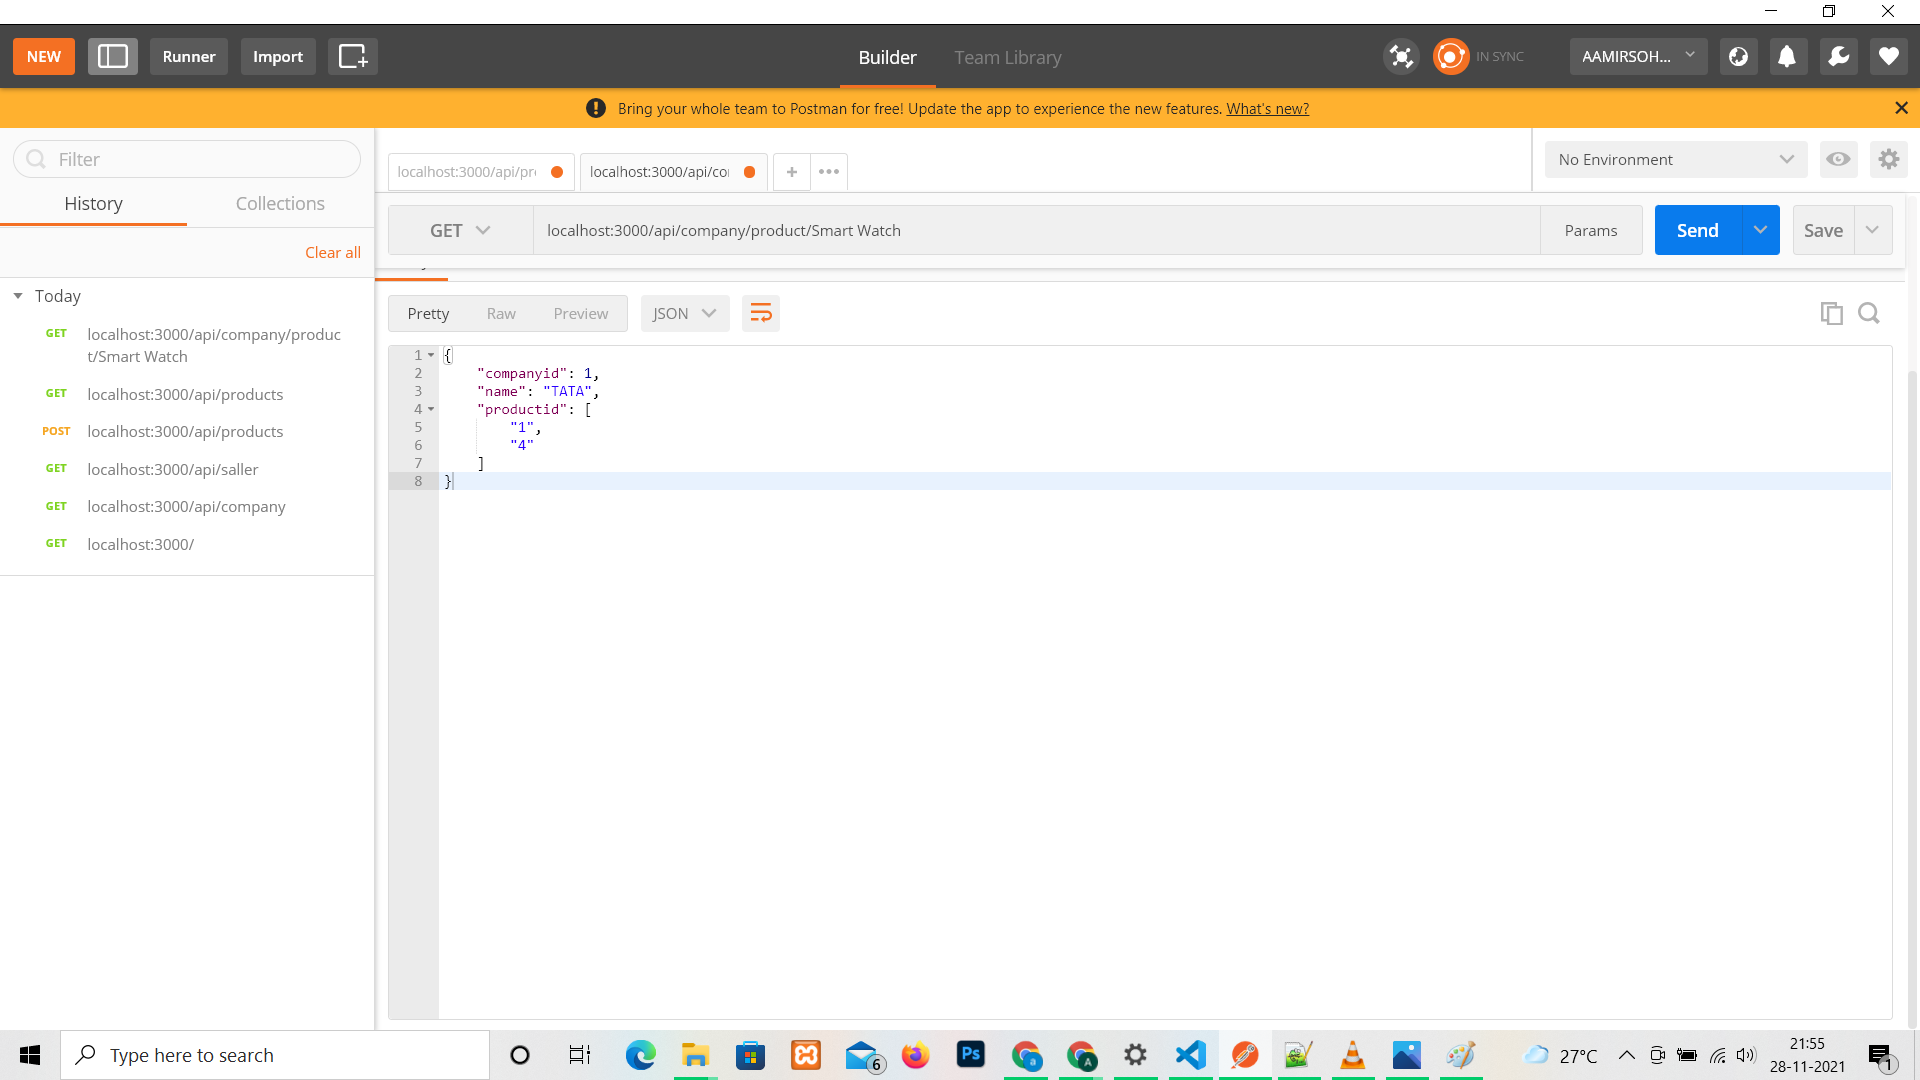 NEW
Runner
Import
Builder
Team Library
IN SYNC
AAMIRSOH...
Bring your whole team to Postman for free! Update the app to experience the new features. What's new?
Filter
History
Collections
Clear all
Today
GET localhost:3000/api/company/produc
t/Smart Watch
GET localhost:3000/api/products
POST localhost:3000/api/products
GET localhost:3000/api/saller
GET localhost:3000/api/company
GET localhost:3000/
localhost:3000/api/pr
localhost:3000/api/co
No Environment
GET
localhost:3000/api/company/product/Smart Watch
Params
Send
Save
Pretty
Raw
Preview
JSON
1 {
2 "companyid": 1,
3 "name": "TATA",
4 "productid": [
5 "1",
6 "4"
7 ]
8 }
Type here to search
6
Ps
a
A
27°C
21:55
28-11-2021
1